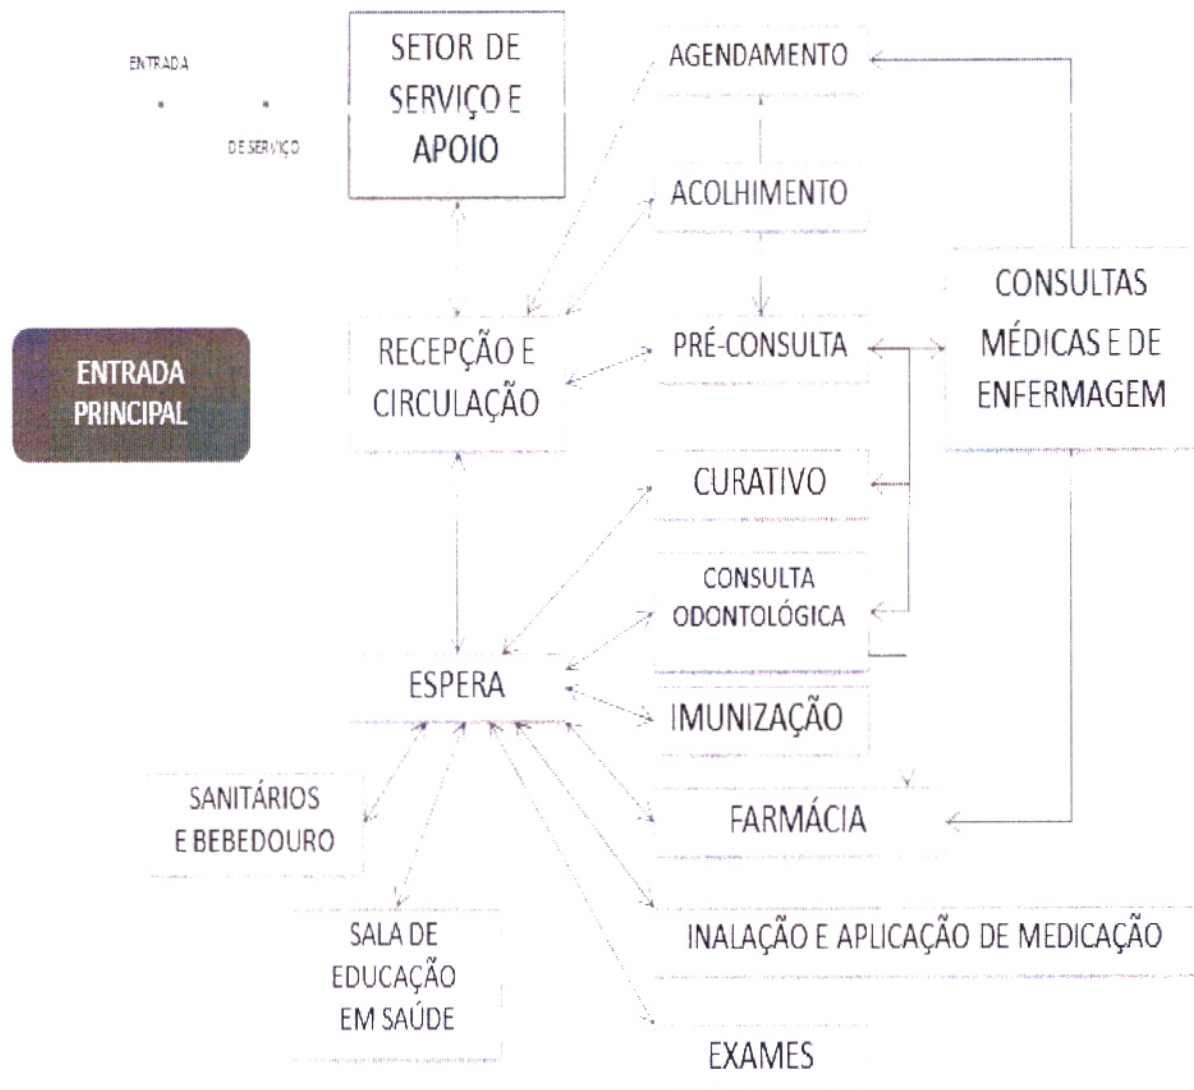 ENTRADA
DE SERVIÇO
SETOR DE
SERVIÇO E
APOIO
AGENDAMENTO
ACOLHIMENTO
ENTRADA
PRINCIPAL
RECEPÇÃO E
CIRCULAÇÃO
PRÉ-CONSULTA
CONSULTAS
MÉDICAS E DE
ENFERMAGEM
CURATIVO
CONSULTA
ODONTOLÓGICA
ESPERA
IMUNIZAÇÃO
SANITÁRIOS
E BEBEDOURO
FARMÁCIA
SALA DE
EDUCAÇÃO
EM SAÚDE
INALAÇÃO E APLICAÇÃO DE MEDICAÇÃO
EXAMES